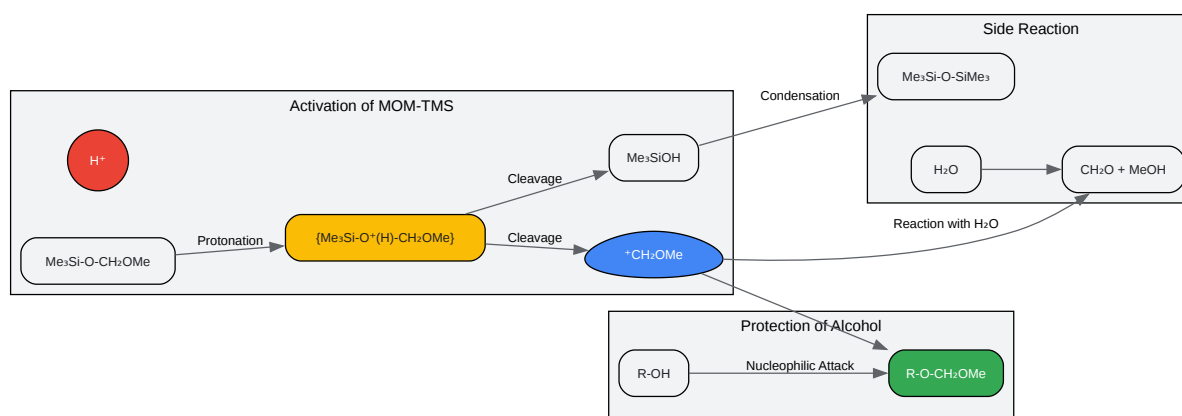 Side Reaction
Me₃Si-O-SiMe₃
Condensation
Activation of MOM-TMS
H⁺
Me₃SiOH
H₂O
CH₂O + MeOH
Cleavage
Reaction with H₂O
Protonation
{Me₃Si-O⁺(H)-CH₂OMe}
Cleavage
⁺CH₂OMe
Me₃Si-O-CH₂OMe
Protection of Alcohol
R-OH
Nucleophilic Attack
R-O-CH₂OMe